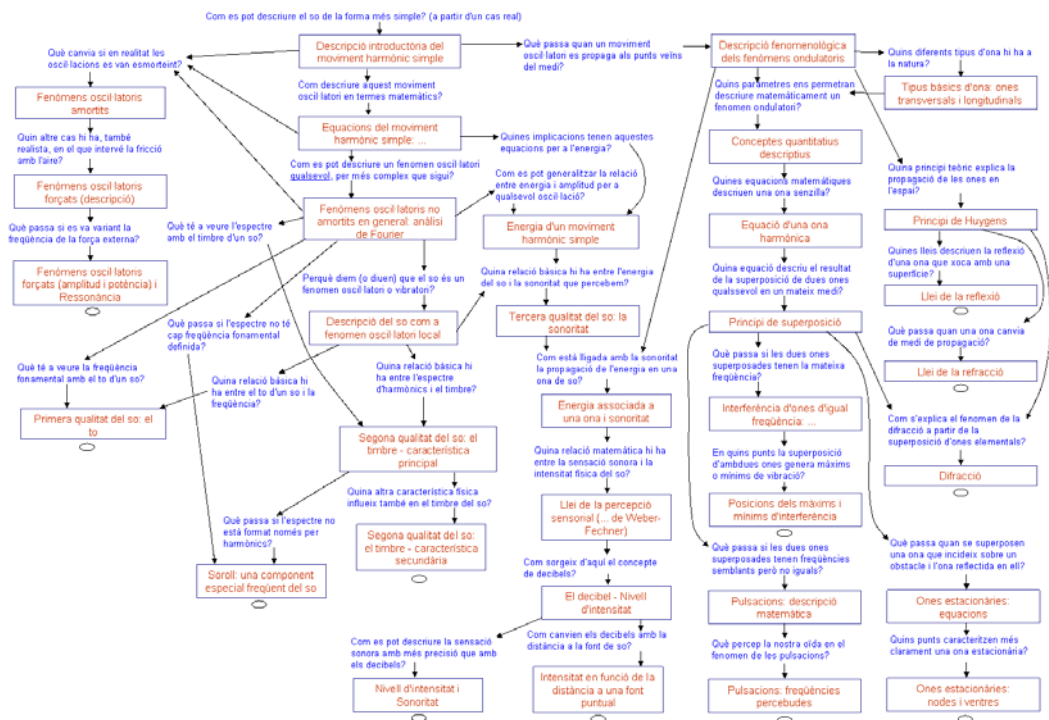 Com es pot descriure el so de la forma més simple? (a partir d'un cas real)
Què canvia si en realitat les
oscil·lacions es van esmorteint?
Descripció introductòria del
moviment harmònic simple
Què passa quan un moviment
oscil·latori es propaga als punts veïns
del medi?
Descripció fenomenològica
dels fenòmens ondulatoris
Quins diferents tipus d'ona hi ha a
la natura?
Tipus bàsics d'ona: ones
transversals i longitudinals
Fenòmens oscil·latoris
amortits
Com descriure aquest moviment
oscil·latori en termes matemàtics?
Quins paràmetres ens permetran
descriure matemàticament un
fenomen ondulatori?
Quin altre cas hi ha, també
realista, en el que intervé la fricció
amb l'aire?
Equacions del moviment
harmònic simple: ...
Quines implicacions tenen aquestes
equacions per a l'energia?
Conceptes quantitatius
descriptius
Com es pot descriure un fenomen oscil·latori
qualsevol, per més complex que sigui?
Com es pot generalitzar la relació
entre energia i amplitud per a
qualsevol oscil·lació?
Quines equacions matemàtiques
descriuen una ona senzilla?
Quina principi teòric explica la
propagació de les ones en
l'espai?
Fenòmens oscil·latoris
forçats (descripció)
Fenòmens oscil·latoris no
amortits en general: anàlisi
de Fourier
Energia d'un moviment
harmònic simple
Equació d'una ona
harmònica
Principi de Huygens
Què passa si es va variant la
freqüència de la força externa?
Què té a veure l'espectre
amb el timbre d'un so?
Quines lleis descriuen la reflexió
d'una ona que xoca amb una
superfície?
Fenòmens oscil·latoris
forçats (amplitud i potència) i
Ressonància
Perquè diem (o duien) que el so és un
fenomen oscil·latori o vibratori?
Quina relació bàsica hi ha entre l'energia
del so i la sonoritat que percebem?
Quina equació descriu el resultat
de la superposició de dues ones
qualssevol en un mateix medi?
Llei de la reflexió
Què passa si l'espectre no té
cap freqüència fonamental
definida?
Descripció del so com a
fenomen oscil·latori local
Tercera qualitat del so: la
sonoritat
Principi de superposició
Què passa quan una ona canvia
de medi de propagació?
Què té a veure la freqüència
fonamental amb el to d'un so?
Quina relació bàsica hi
ha entre el to d'un so i la
freqüència?
Quina relació bàsica hi
ha entre l'espectre
d'harmònics i el timbre?
Com està lligada amb la sonoritat
la propagació de l'energia en una
ona de so?
Què passa si les dues ones
superposades tenen la mateixa
freqüència?
Llei de la refracció
Primera qualitat del so: el
to
Energia associada a
una ona i sonoritat
Interferència d'ones d'igual
freqüència: ...
Com s'explica el fenomen de la
difracció a partir de la
superposició d'ones elementals?
Segona qualitat del so: el
timbre - característica
principal
Quina relació matemàtica hi ha
entre la sensació sonora i la
intensitat física del so?
En quins punts la superposició
d'ambdues ones genera màxims
o mínims de vibració?
Difracció
Quina altra característica física
influeix també en el timbre del so?
Llei de la percepció
sensorial (... de Weber-
Fechner)
Posicions dels màxims i
mínims d'interferència
Què passa si l'espectre no
està format només per
harmònics?
Segona qualitat del so:
el timbre - característica
secundària
Què passa si les dues ones
superposades tenen freqüències
semblants però no iguals?
Què passa quan se superposen
una ona que incideix sobre un
obstacle i l'ona reflectida
en ell?
Soroll: una component
especial freqüent del so
Com sorgeix d'aquí el concepte
de decibels?
El decibel - Nivell
d'intensitat
Pulsacions: descripció
matemàtica
Ones estacionàries:
equacions
Com es pot descriure la sensació
sonora amb més precisió que amb
els decibels?
Com canvien els decibels amb la
distància a la font de so?
Què percep la nostra oïda en el
fenomen de les pulsacions?
Quins punts caracteritzen més
clarament una ona estacionària?
Nivell d'intensitat i
Sonoritat
Intensitat en funció de la
distància a una font
puntual
Pulsacions: freqüències
percebudes
Ones estacionàries:
nodes i ventres